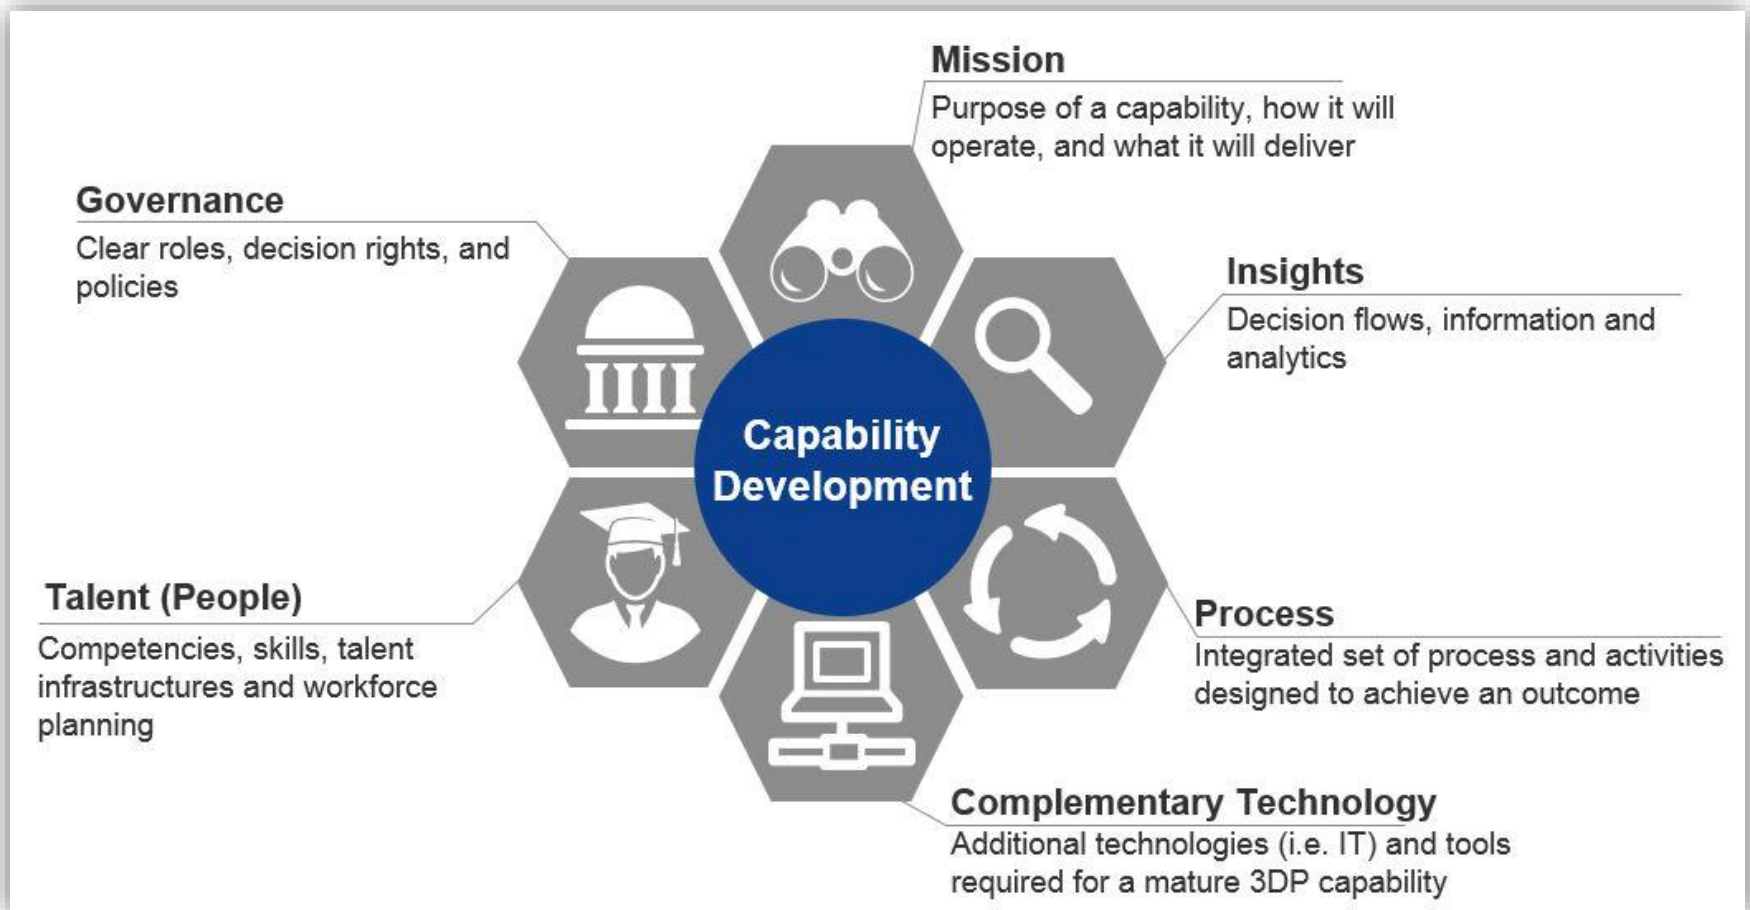 Mission
Purpose of a capability, how it will
operate, and what it will deliver
Governance
Clear roles, decision rights, and
policies
Insights
Decision flows, information and
analytics
Capability
Development
Talent (People)
Competencies, skills, talent
infrastructures and workforce
planning
Process
Integrated set of process and activities
designed to achieve an outcome
Complementary Technology
Additional technologies (i.e. IT) and tools
required for a mature 3DP capability